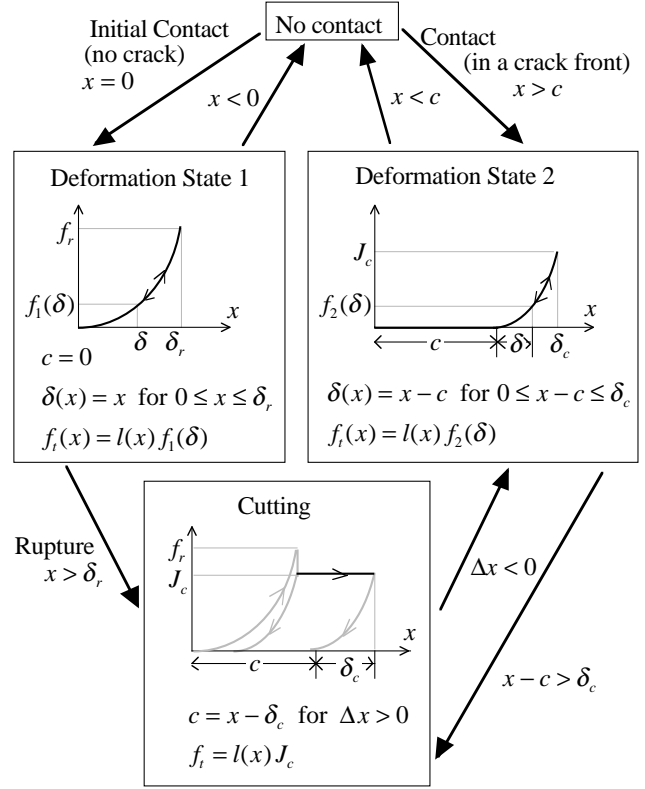 Initial Contact
(no crack)
x = 0
No contact
Contact
(in a crack front)
x > c
x < 0
x < c
Deformation State 1
f_r
f_1(δ)
x
δ δ_r
c = 0
δ(x) = x for 0 ≤ x ≤ δ_r
f_t(x) = l(x) f_1(δ)
Deformation State 2
J_c
f_2(δ)
x
c δ δ_c
δ(x) = x − c for 0 ≤ x − c ≤ δ_c
f_t(x) = l(x) f_2(δ)
Rupture
x > δ_r
Cutting
f_r
J_c
x
c δ_c
c = x − δ_c for Δx > 0
f_t = l(x) J_c
Δx < 0
x − c > δ_c